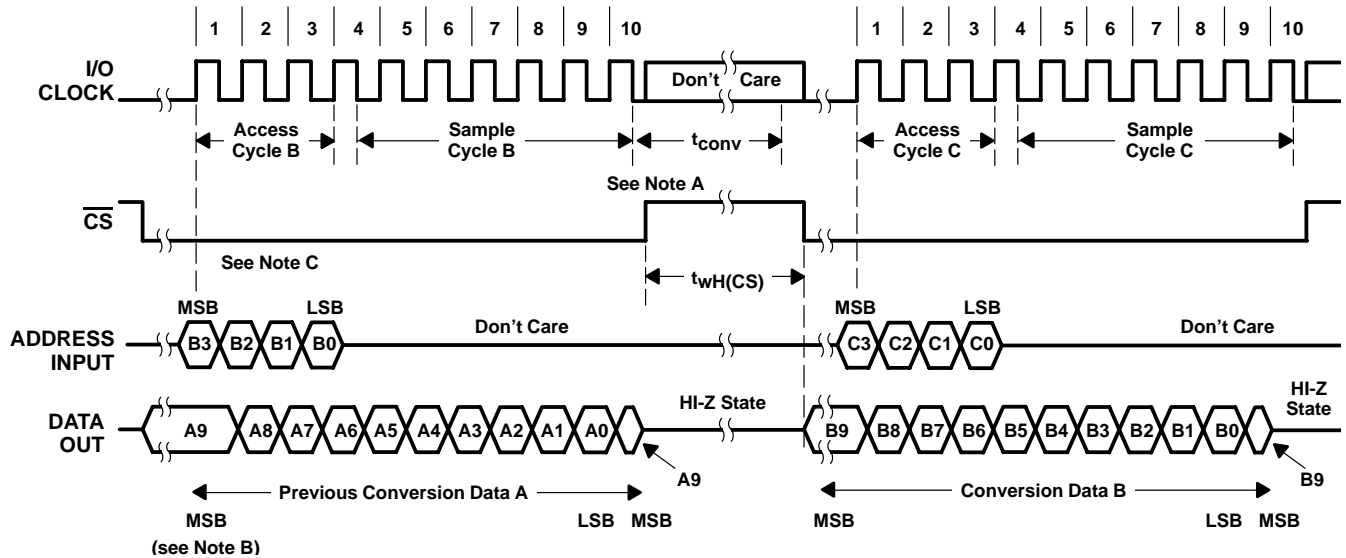 1 2 3 4 5 6 7 8 9 10 1 2 3 4 5 6 7 8 9 10
I/O
CLOCK
Don't Care
Access
Cycle B
Sample
Cycle B
tconv
Access
Cycle C
Sample
Cycle C
See Note A
CS
See Note C
twH(CS)
MSB LSB MSB LSB
ADDRESS
INPUT
B3 B2 B1 B0 Don't Care C3 C2 C1 C0 Don't Care
DATA
OUT
A9 A8 A7 A6 A5 A4 A3 A2 A1 A0 HI-Z State B9 B8 B7 B6 B5 B4 B3 B2 B1 B0 HI-Z
State
A9 B9
Previous Conversion Data A Conversion Data B
MSB LSB MSB MSB LSB MSB
(see Note B)